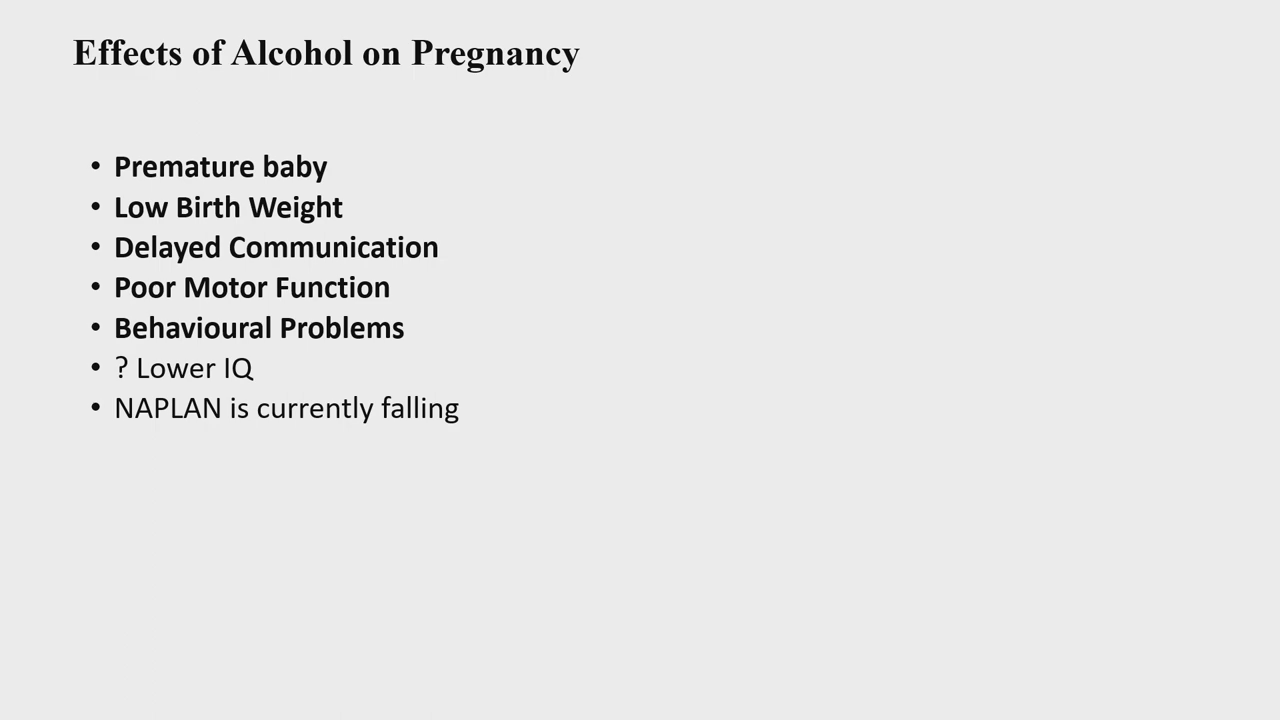 Effects of Alcohol on Pregnancy
• Premature baby
• Low Birth Weight
• Delayed Communication
• Poor Motor Function
• Behavioural Problems
• ? Lower IQ
• NAPLAN is currently falling